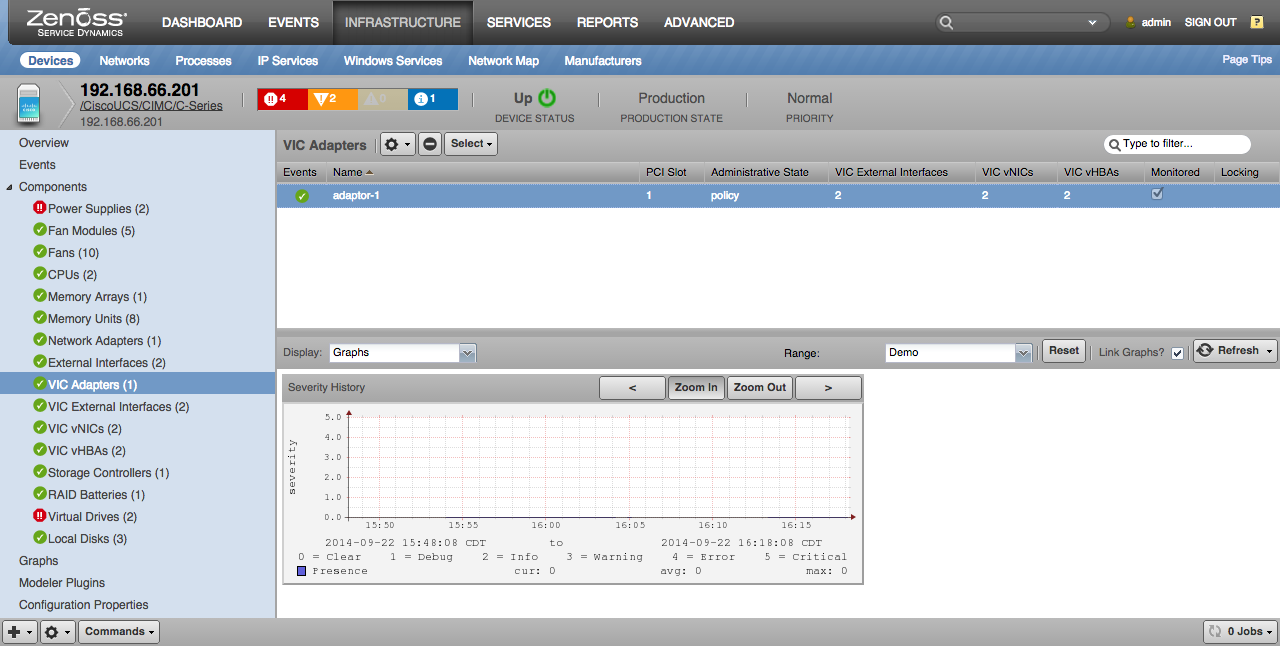 Zenoss
SERVICE DYNAMICS
DASHBOARD EVENTS INFRASTRUCTURE SERVICES REPORTS ADVANCED
admin SIGN OUT ?
Devices Networks Processes IP Services Windows Services Network Map Manufacturers Page Tips
192.168.66.201
/CiscoUCS/CIMC/C-Series
192.168.66.201
4 2 0 1
Up Production Normal
DEVICE STATUS PRODUCTION STATE PRIORITY
Overview
Events
Components
Power Supplies (2)
Fan Modules (5)
Fans (10)
CPUs (2)
Memory Arrays (1)
Memory Units (8)
Network Adapters (1)
External Interfaces (2)
VIC Adapters (1)
VIC External Interfaces (2)
VIC vNICs (2)
VIC vHBAs (2)
Storage Controllers (1)
RAID Batteries (1)
Virtual Drives (2)
Local Disks (3)
Graphs
Modeler Plugins
Configuration Properties
VIC Adapters Select Type to filter...
Events Name PCI Slot Administrative State VIC External Interfaces VIC vNICs VIC vHBAs Monitored Locking
adaptor-1 1 policy 2 2 2
Display: Graphs Range: Demo Reset Link Graphs? Refresh
Severity History < Zoom In Zoom Out >
severity
5.0
4.0
3.0
2.0
1.0
0.0
15:50 15:55 16:00 16:05 16:10 16:15
2014-09-22 15:48:08 CDT to 2014-09-22 16:18:08 CDT
0 = Clear 1 = Debug 2 = Info 3 = Warning 4 = Error 5 = Critical
Presence cur: 0 avg: 0 max: 0
Commands 0 Jobs